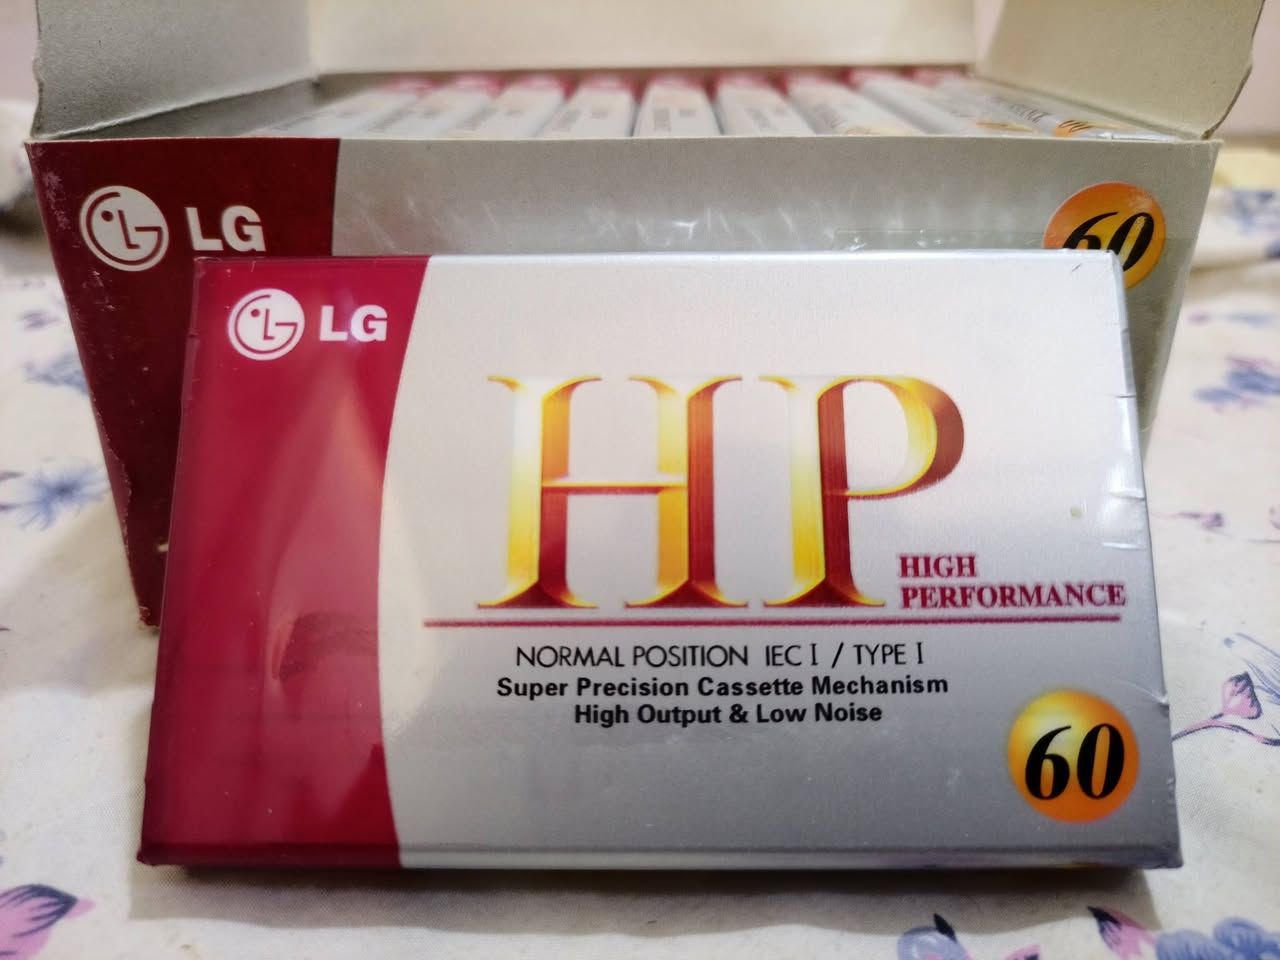 LG
60
LG
HP
HIGH
PERFORMANCE
NORMAL POSITION IEC I / TYPE I
Super Precision Cassette Mechanism
High Output & Low Noise
60